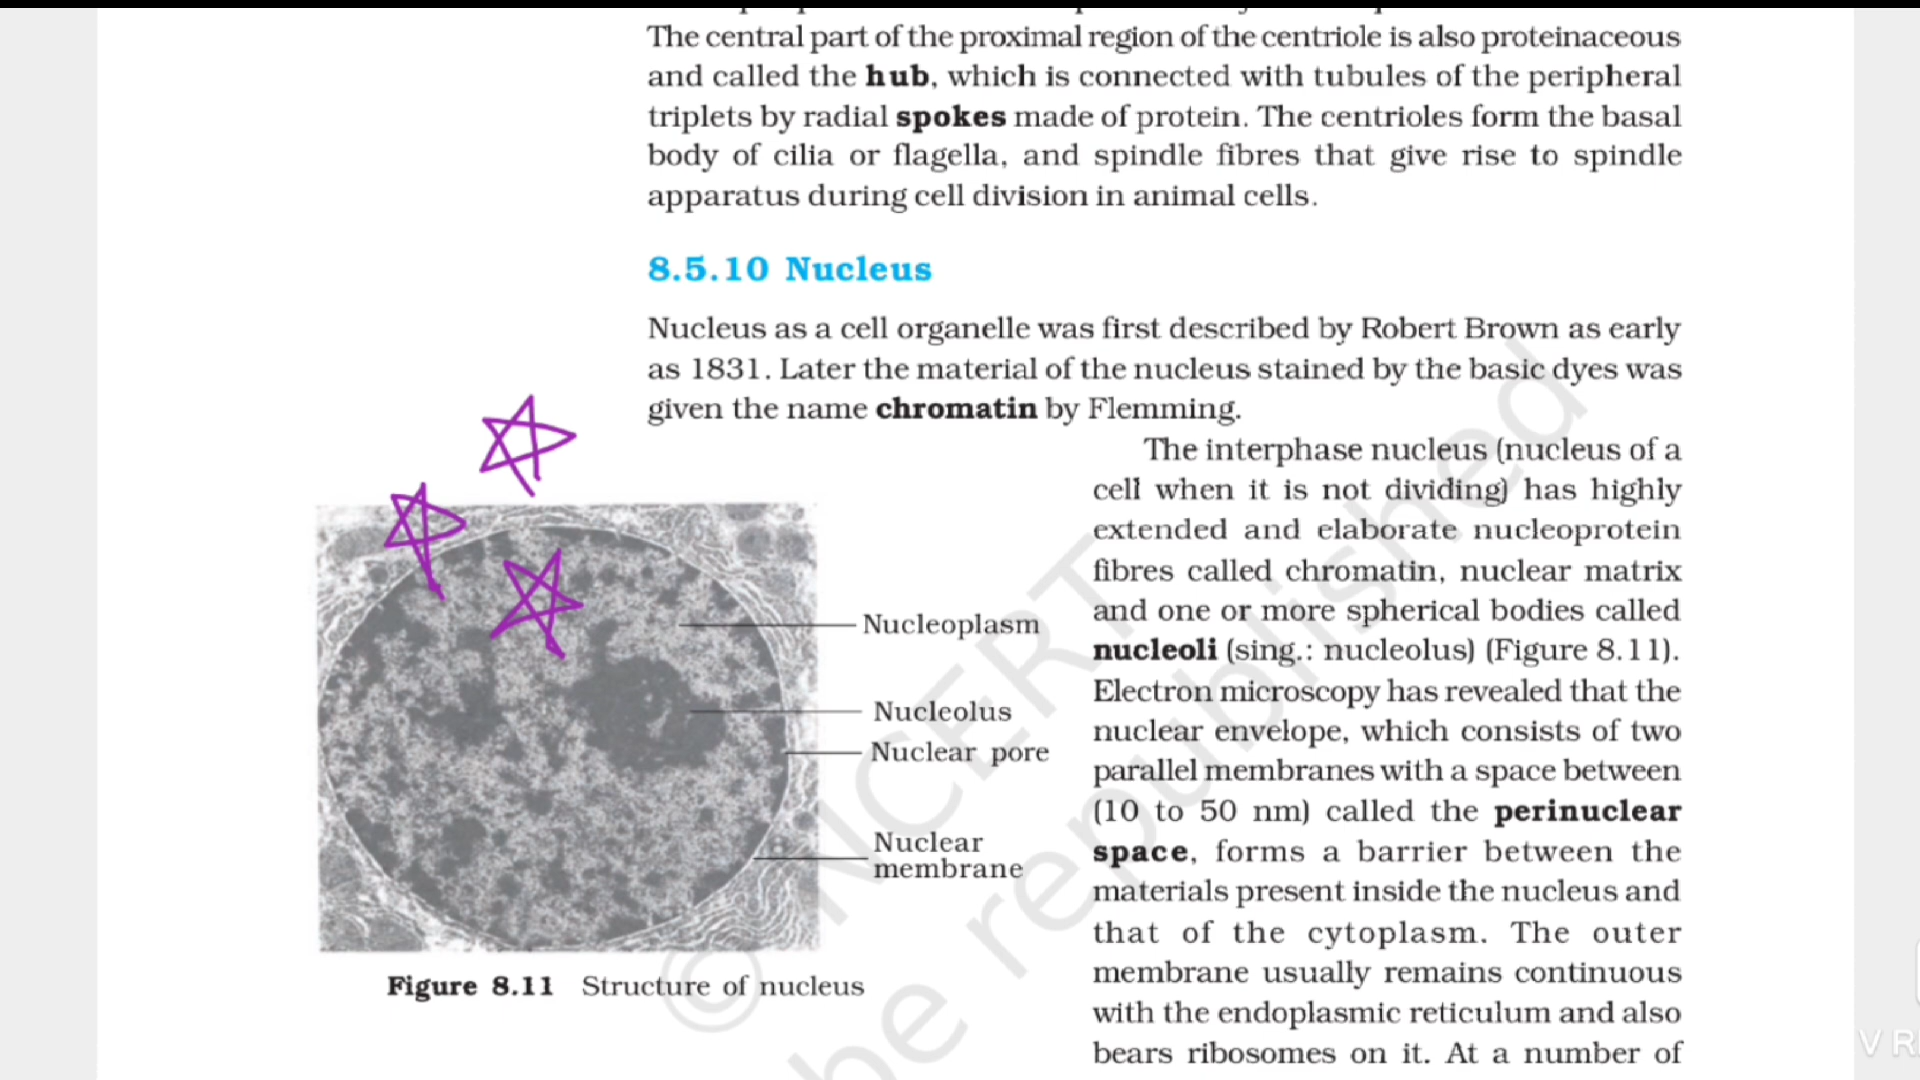 The central part of the proximal region of the centriole is also proteinaceous
and called the hub, which is connected with tubules of the peripheral
triplets by radial spokes made of protein. The centrioles form the basal
body of cilia or flagella, and spindle fibres that give rise to spindle
apparatus during cell division in animal cells.
8.5.10 Nucleus
Nucleus as a cell organelle was first described by Robert Brown as early
as 1831. Later the material of the nucleus stained by the basic dyes was
given the name chromatin by Flemming.
The interphase nucleus (nucleus of a
cell when it is not dividing) has highly
extended and elaborate nucleoprotein
fibres called chromatin, nuclear matrix
and one or more spherical bodies called
nucleoli (sing.: nucleolus) (Figure 8.11).
Electron microscopy has revealed that the
nuclear envelope, which consists of two
parallel membranes with a space between
(10 to 50 nm) called the perinuclear
space, forms a barrier between the
materials present inside the nucleus and
that of the cytoplasm. The outer
membrane usually remains continuous
with the endoplasmic reticulum and also
bears ribosomes on it. At a number of
Nucleoplasm
Nucleolus
Nuclear pore
Nuclear
membrane
Figure 8.11 Structure of nucleus
© NCERT
be republished